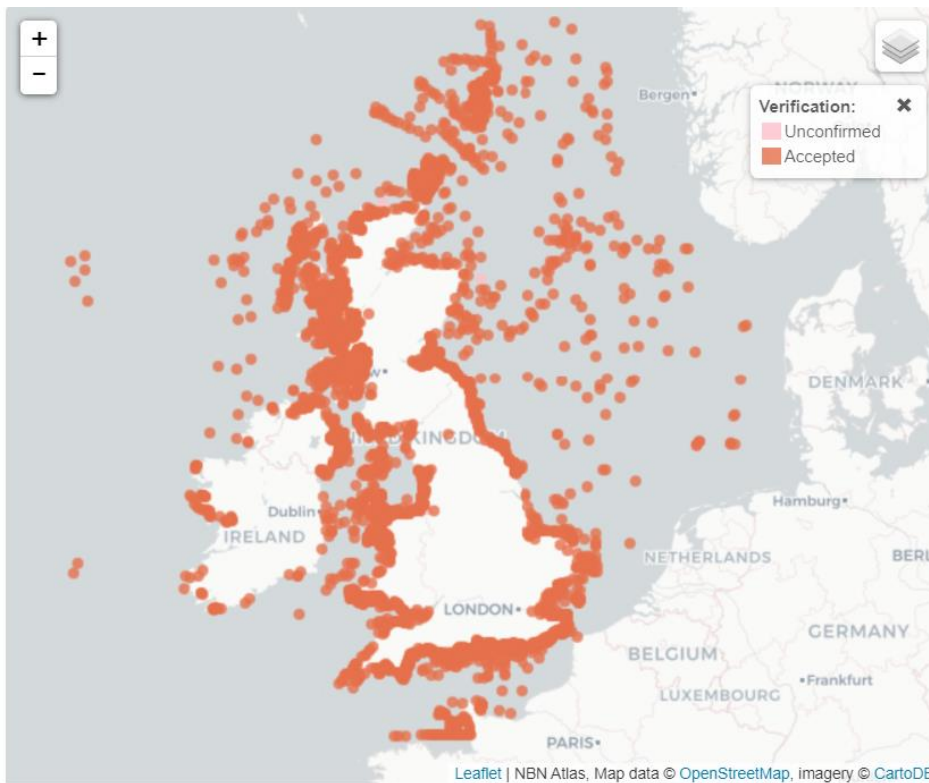 +
−
NORWAY
Bergen
Verification: ✖
Unconfirmed
Accepted
DENMARK
UNITED KINGDOM
Dublin
IRELAND
Hamburg
NETHERLANDS
BERL
LONDON
GERMANY
BELGIUM
Frankfurt
LUXEMBOURG
PARIS
Leaflet | NBN Atlas, Map data © OpenStreetMap, imagery © CartoDB